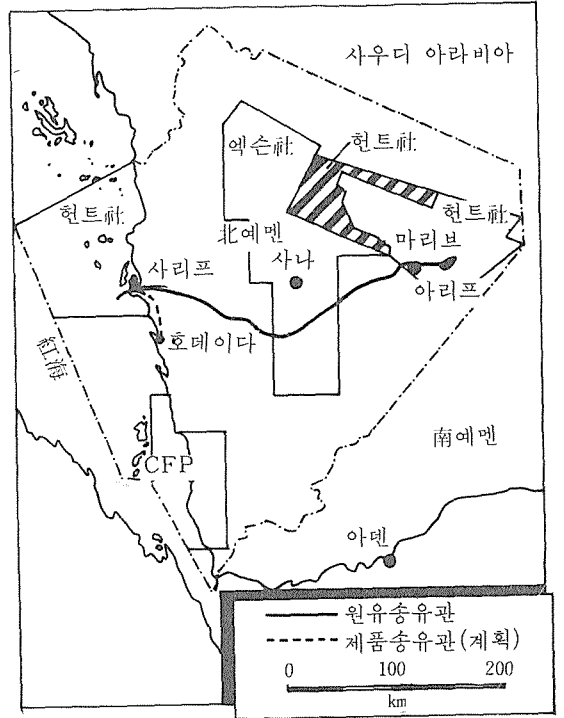 사우디 아라비아
엑슨社
헌트社
헌트社
헌트社
北예멘
마리브
사리프
사나
아리프
호데이다
紅海
南예멘
CFP
아덴
원유송유관
제품송유관(계획)
0 100 200
km